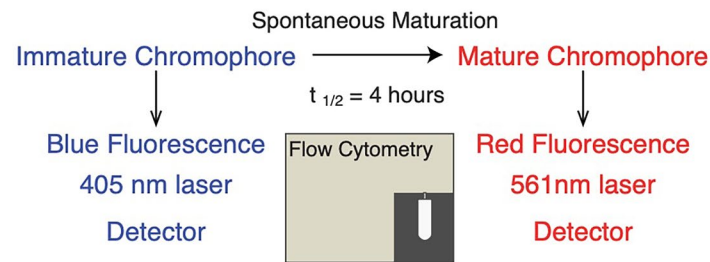 Spontaneous Maturation
Immature Chromophore
Mature Chromophore
t 1/2 = 4 hours
Blue Fluorescence
405 nm laser
Detector
Flow Cytometry
Red Fluorescence
561nm laser
Detector